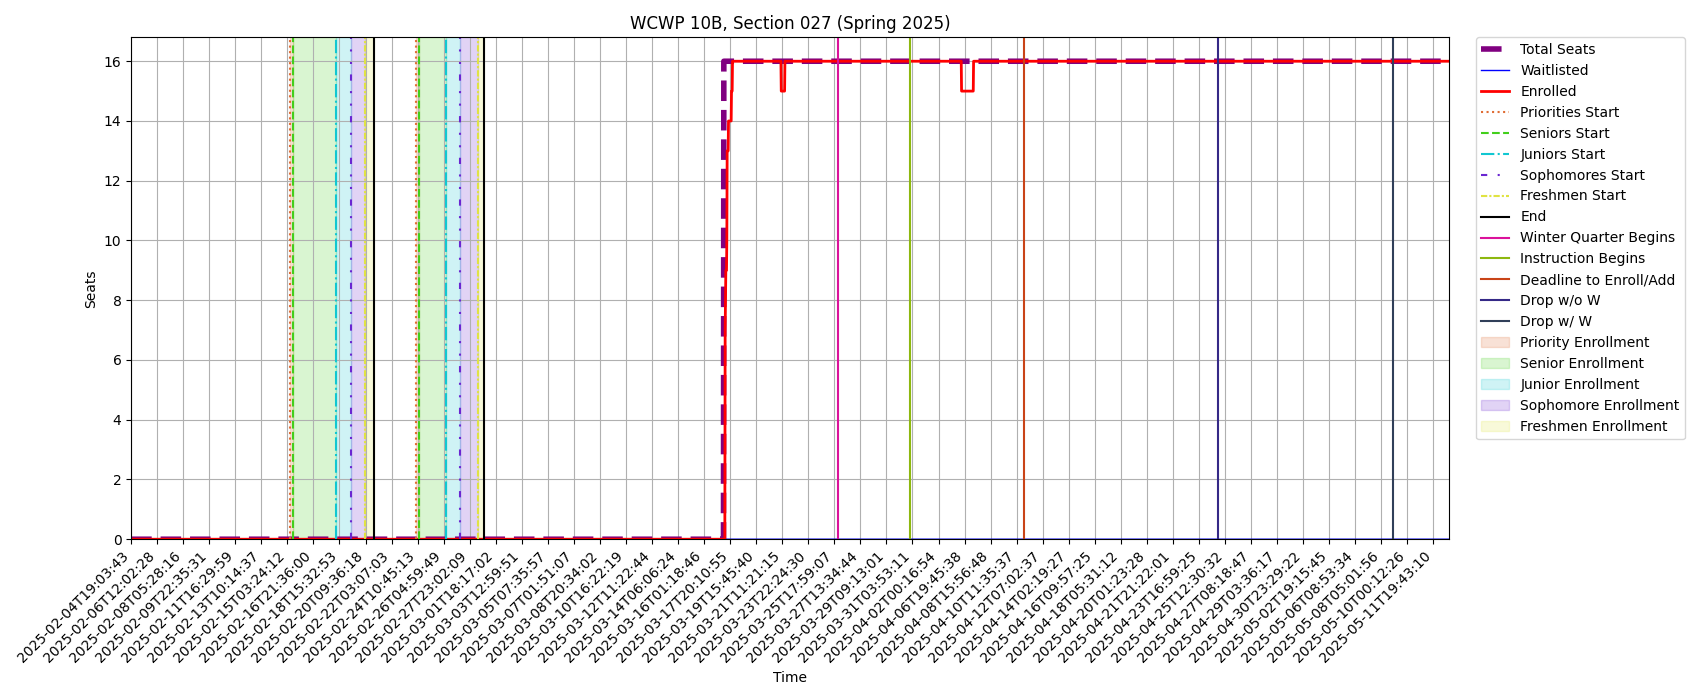 WCWP 10B, Section 027 (Spring 2025)
Seats
16
14
12
10
8
6
4
2
0
2025-02-04T19:03:43
2025-02-06T12:02:28
2025-02-08T05:28:16
2025-02-09T22:35:31
2025-02-11T16:29:59
2025-02-13T10:14:37
2025-02-15T03:24:12
2025-02-16T21:36:00
2025-02-18T15:32:53
2025-02-20T09:36:18
2025-02-22T03:07:03
2025-02-24T10:45:13
2025-02-26T04:59:49
2025-02-27T23:02:09
2025-03-01T18:17:02
2025-03-03T12:59:51
2025-03-05T07:35:57
2025-03-07T01:51:07
2025-03-08T20:34:02
2025-03-10T16:22:19
2025-03-12T11:22:44
2025-03-14T06:06:24
2025-03-16T01:18:46
2025-03-17T20:10:55
2025-03-19T15:45:40
2025-03-21T11:21:15
2025-03-23T22:24:30
2025-03-25T17:59:07
2025-03-27T13:34:44
2025-03-29T09:13:01
2025-03-31T03:53:11
2025-04-02T00:16:54
2025-04-06T19:45:38
2025-04-08T15:56:48
2025-04-10T11:35:37
2025-04-12T07:02:37
2025-04-14T02:19:27
2025-04-16T09:57:25
2025-04-18T05:31:12
2025-04-20T01:23:28
2025-04-21T21:22:01
2025-04-23T16:59:25
2025-04-25T12:30:32
2025-04-27T08:18:47
2025-04-29T03:36:17
2025-04-30T23:29:22
2025-05-02T19:15:45
2025-05-06T08:53:34
2025-05-08T05:01:56
2025-05-10T00:12:26
2025-05-11T19:43:10
Time
Total Seats
Waitlisted
Enrolled
Priorities Start
Seniors Start
Juniors Start
Sophomores Start
Freshmen Start
End
Winter Quarter Begins
Instruction Begins
Deadline to Enroll/Add
Drop w/o W
Drop w/ W
Priority Enrollment
Senior Enrollment
Junior Enrollment
Sophomore Enrollment
Freshmen Enrollment